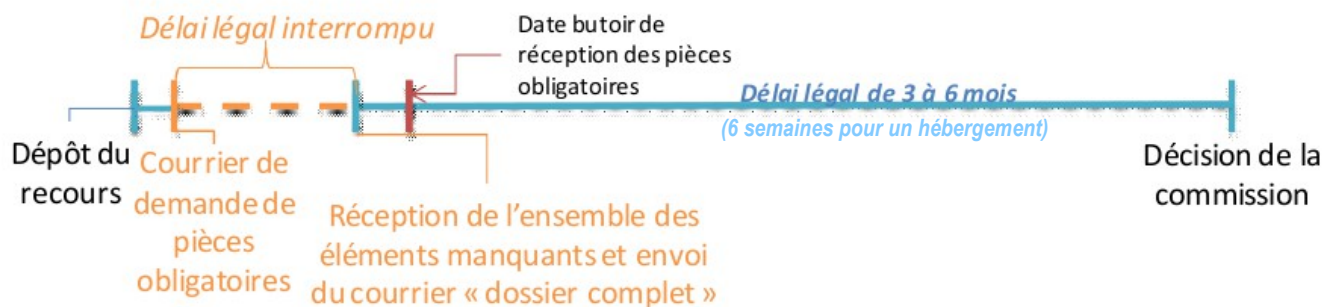 Délai légal interrompu
Date butoir de
réception des pièces
obligatoires
Délai légal de 3 à 6 mois
(6 semaines pour un hébergement)
Dépôt du
recours
Courrier de
demande de
pièces
obligatoires
Réception de l’ensemble des
éléments manquants et envoi
du courrier « dossier complet »
Décision de la
commission